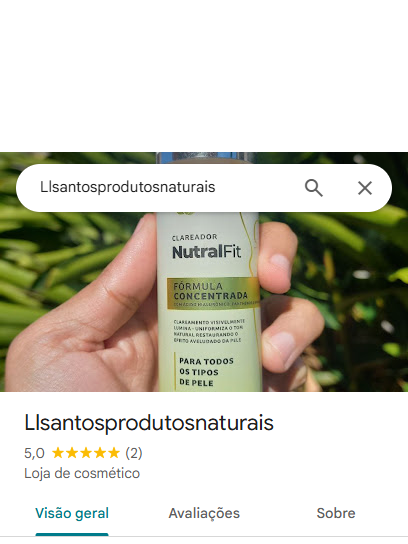 Llsantosprodutosnaturais
CLAREADOR
NutralFit
FÓRMULA
CONCENTRADA
CLAREAMENTO VISIVELMENTE
LUMINA · UNIFORMIZA O TOM
NATURAL RESTAURANDO O
EFEITO AVELUDADO DA PELE
PARA TODOS
OS TIPOS
DE PELE
Llsantosprodutosnaturais
5,0 ★★★★★ (2)
Loja de cosmético
Visão geral Avaliações Sobre